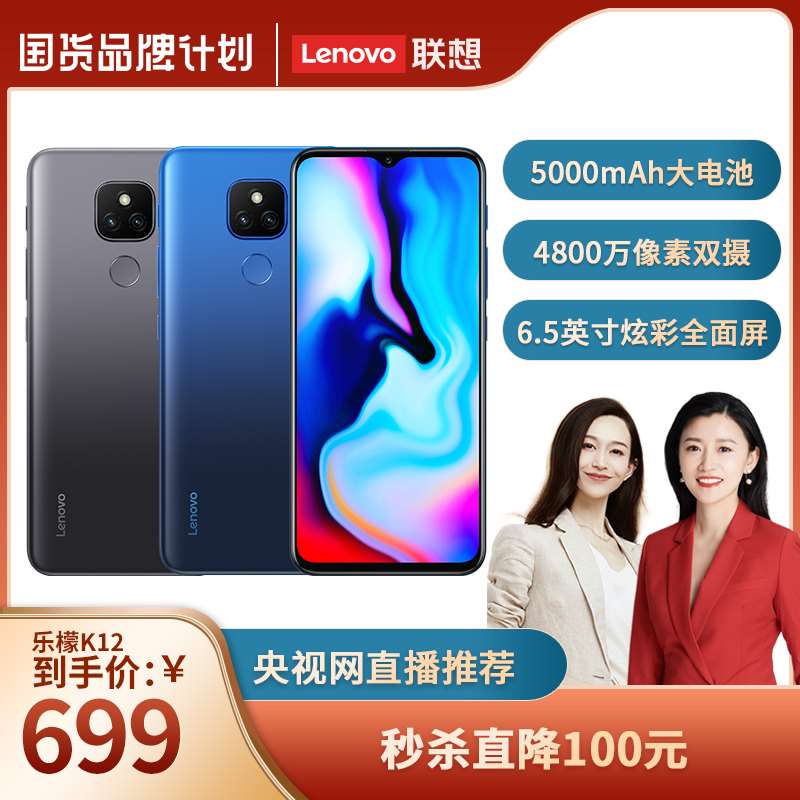 国货品牌计划
Lenovo 联想
5000mAh大电池
4800万像素双摄
6.5英寸炫彩全面屏
Lenovo
Lenovo
乐檬K12
到手价:¥
699
央视网直播推荐
秒杀直降100元